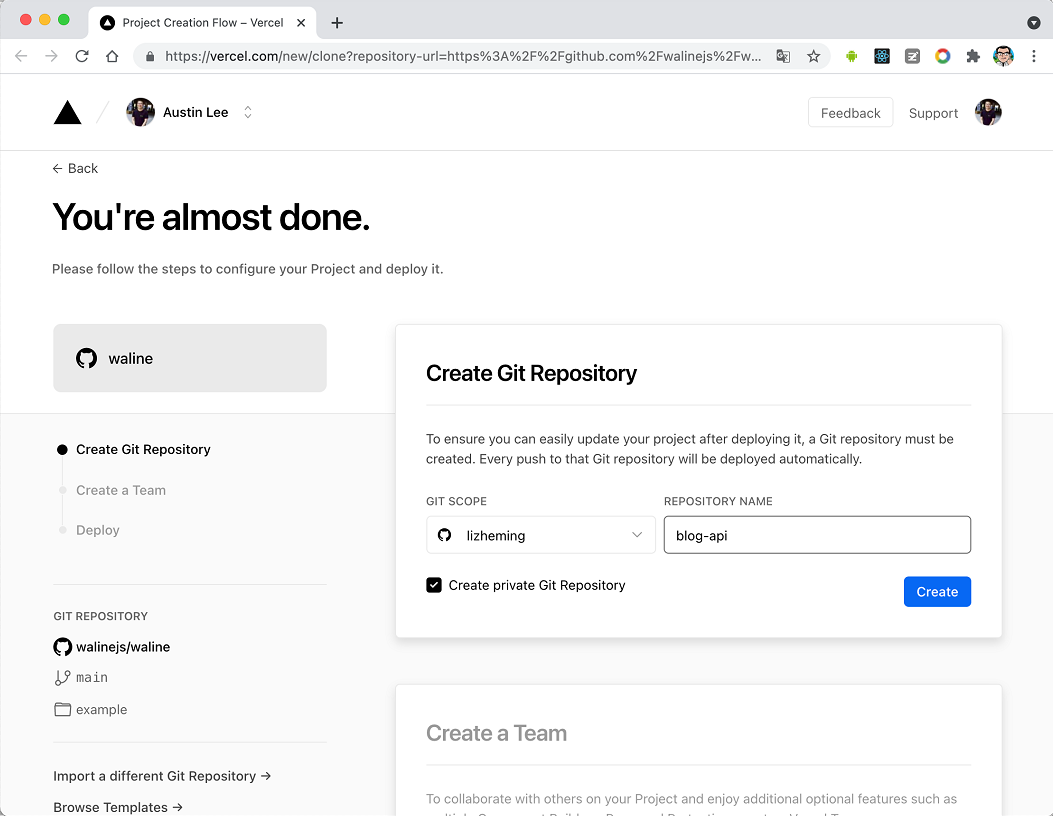 Project Creation Flow – Vercel
https://vercel.com/new/clone?repository-url=https%3A%2F%2Fgithub.com%2Fwalinejs%2Fw...
Austin Lee
Feedback
Support
← Back
You're almost done.
Please follow the steps to configure your Project and deploy it.
waline
Create Git Repository
Create a Team
Deploy
GIT REPOSITORY
walinejs/waline
main
example
Import a different Git Repository →
Browse Templates →
Create Git Repository
To ensure you can easily update your project after deploying it, a Git repository must be
created. Every push to that Git repository will be deployed automatically.
GIT SCOPE
REPOSITORY NAME
lizheming
blog-api
Create private Git Repository
Create
Create a Team
To collaborate with others on your Project and enjoy additional optional features such as